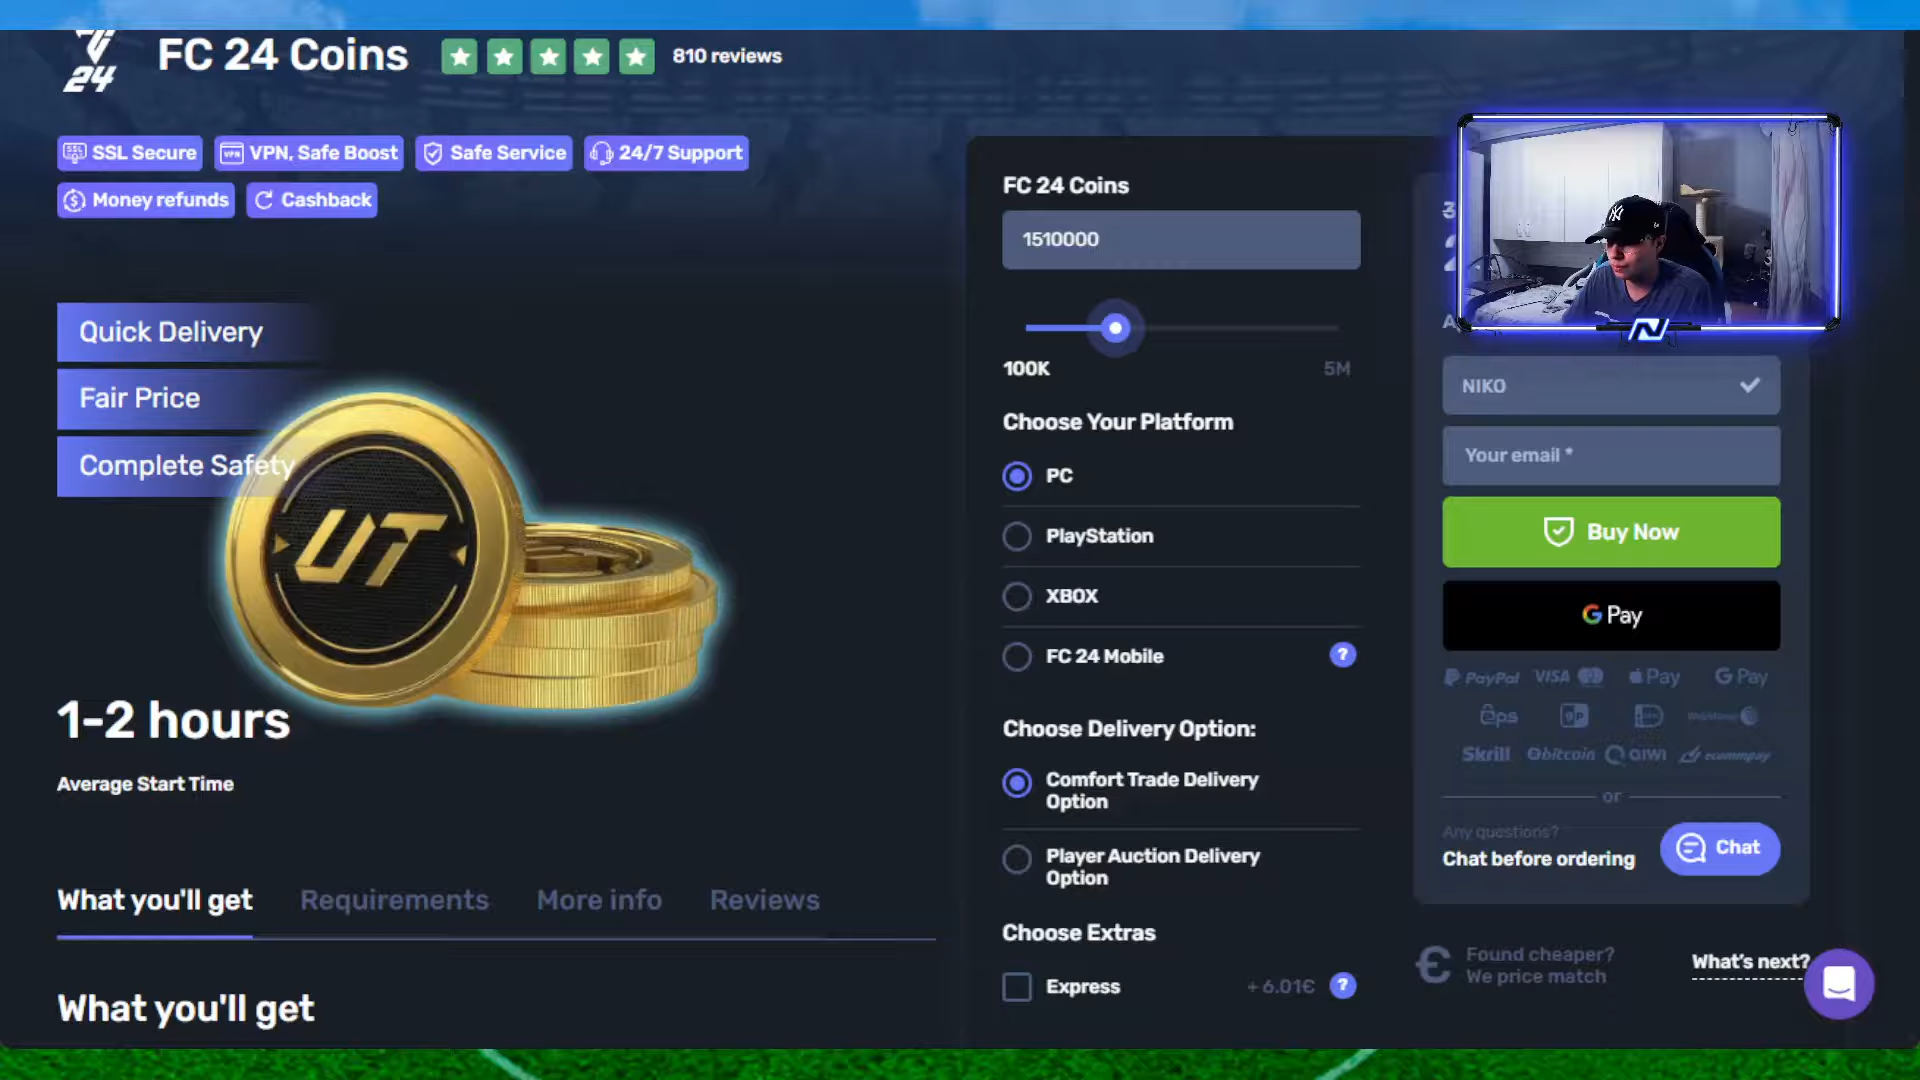 24
FC 24 Coins
810 reviews
SSL Secure
VPN, Safe Boost
Safe Service
24/7 Support
Money refunds
Cashback
Quick Delivery
Fair Price
Complete Safety
UT
1-2 hours
Average Start Time
What you'll get
Requirements
More info
Reviews
What you'll get
FC 24 Coins
1510000
100K
5M
Choose Your Platform
PC
PlayStation
XBOX
FC 24 Mobile
?
Choose Delivery Option:
Comfort Trade Delivery
Option
Player Auction Delivery
Option
Choose Extras
Express
+ 6.01€
?
NIKO
Your email *
Buy Now
G Pay
PayPal VISA Pay G Pay
eps
Skrill bitcoin QIWI ecommpay
or
Any questions?
Chat before ordering
Chat
Found cheaper?
We price match
What's next?